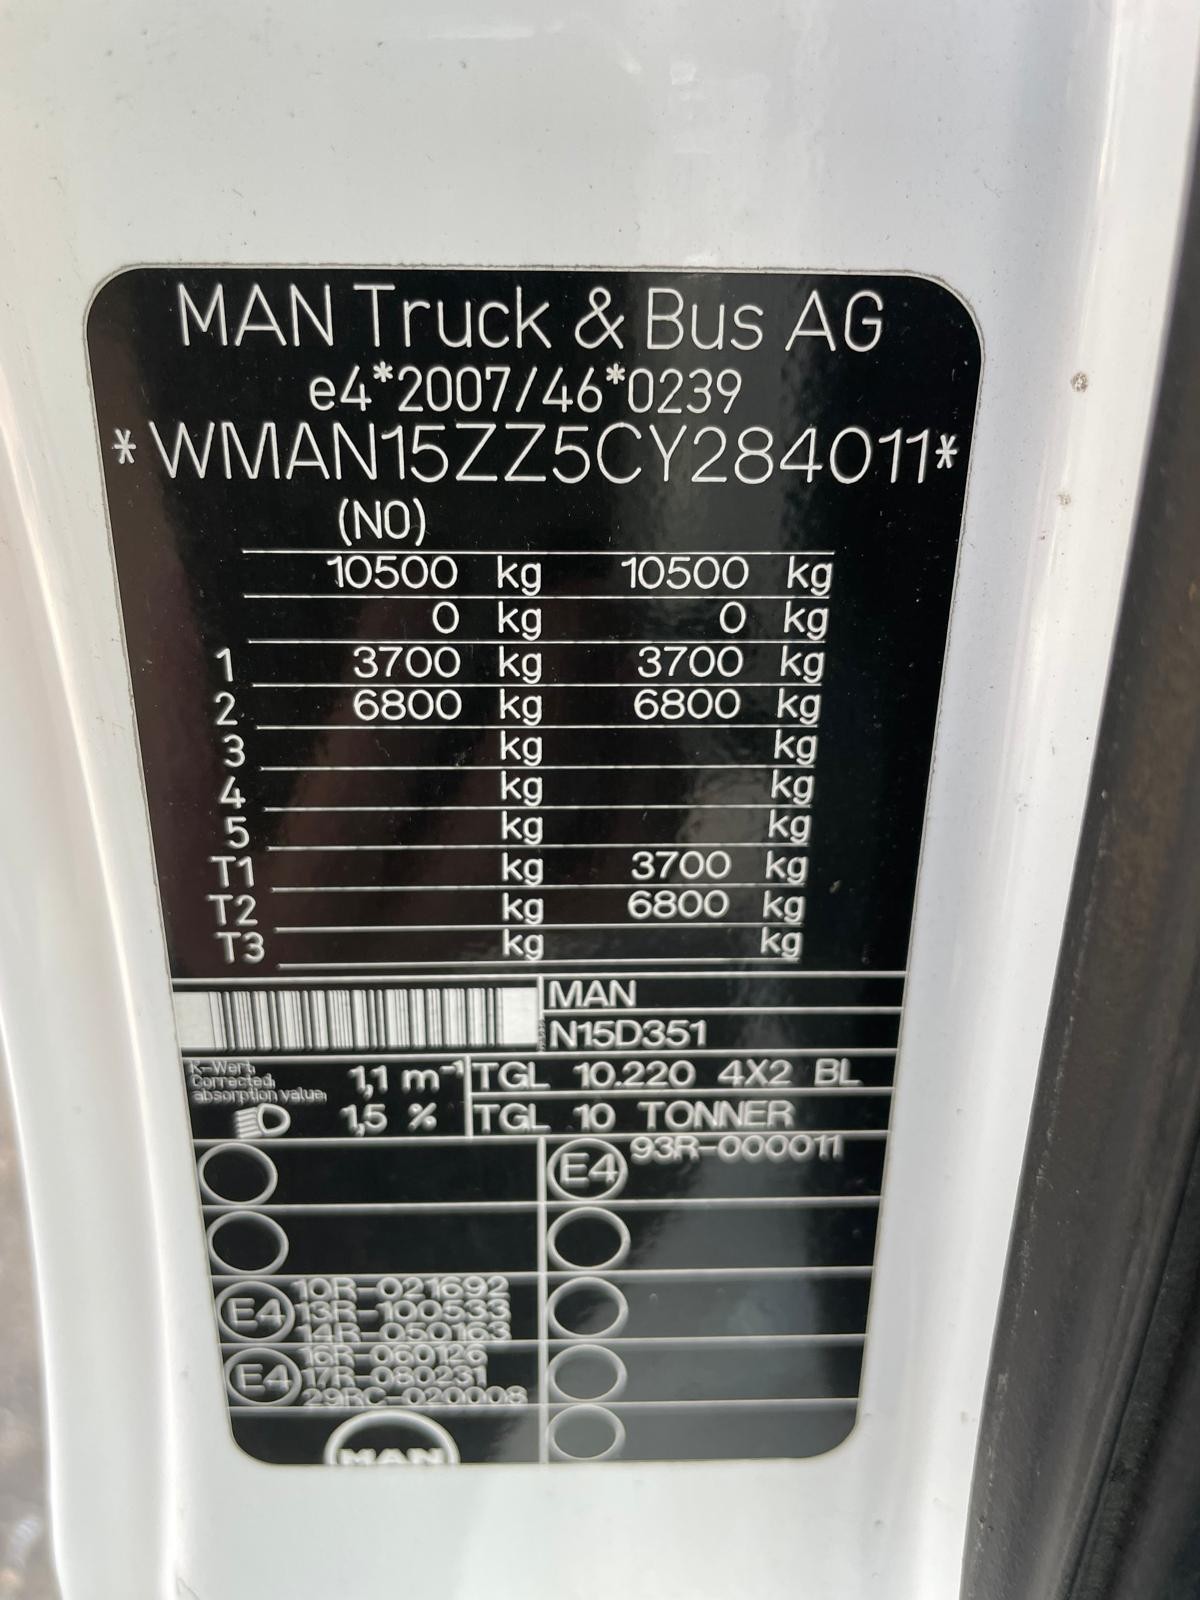 MAN Truck & Bus AG
e4*2007/46*0239
*WMAN15ZZ5CY284011*
(NO)
10500 kg 10500 kg
0 kg 0 kg
1 3700 kg 3700 kg
2 6800 kg 6800 kg
3 kg kg
4 kg kg
5 kg kg
T1 kg 3700 kg
T2 kg 6800 kg
T3 kg kg
MAN
N15D351
K-Wert,
Corrected,
absorption value,
1,1 m⁻¹ TGL 10.220 4X2 BL
1,5 % TGL 10 TONNER
E4 93R-000011
E4 10R-021692
13R-100533
14R-050163
E4 16R-060126
17R-080231
29RC-020008
MAN